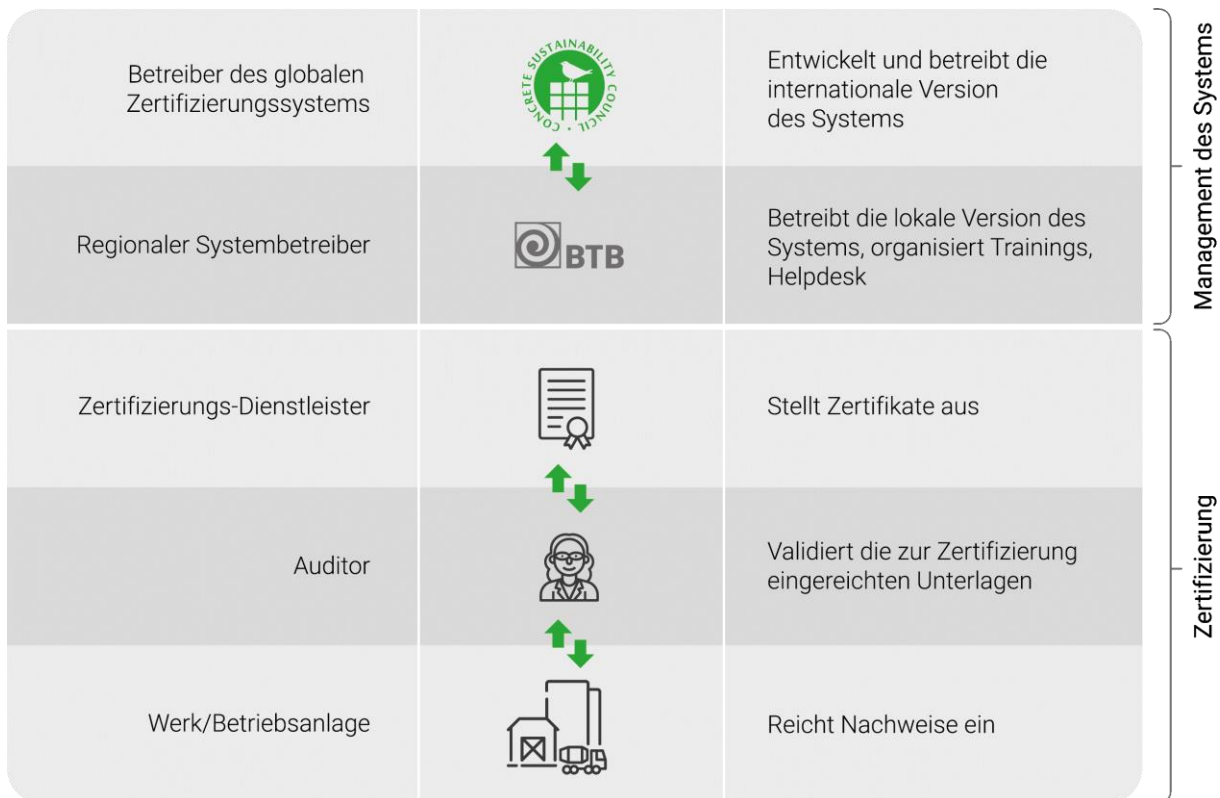 Betreiber des globalen
Zertifizierungssystems
CONCRETE SUSTAINABILITY COUNCIL
Entwickelt und betreibt die
internationale Version
des Systems
Regionaler Systembetreiber
BTB
Betreibt die lokale Version des
Systems, organisiert Trainings,
Helpdesk
Management des Systems
Zertifizierungs-Dienstleister
Stellt Zertifikate aus
Auditor
Validiert die zur Zertifizierung
eingereichten Unterlagen
Werk/Betriebsanlage
Reicht Nachweise ein
Zertifizierung